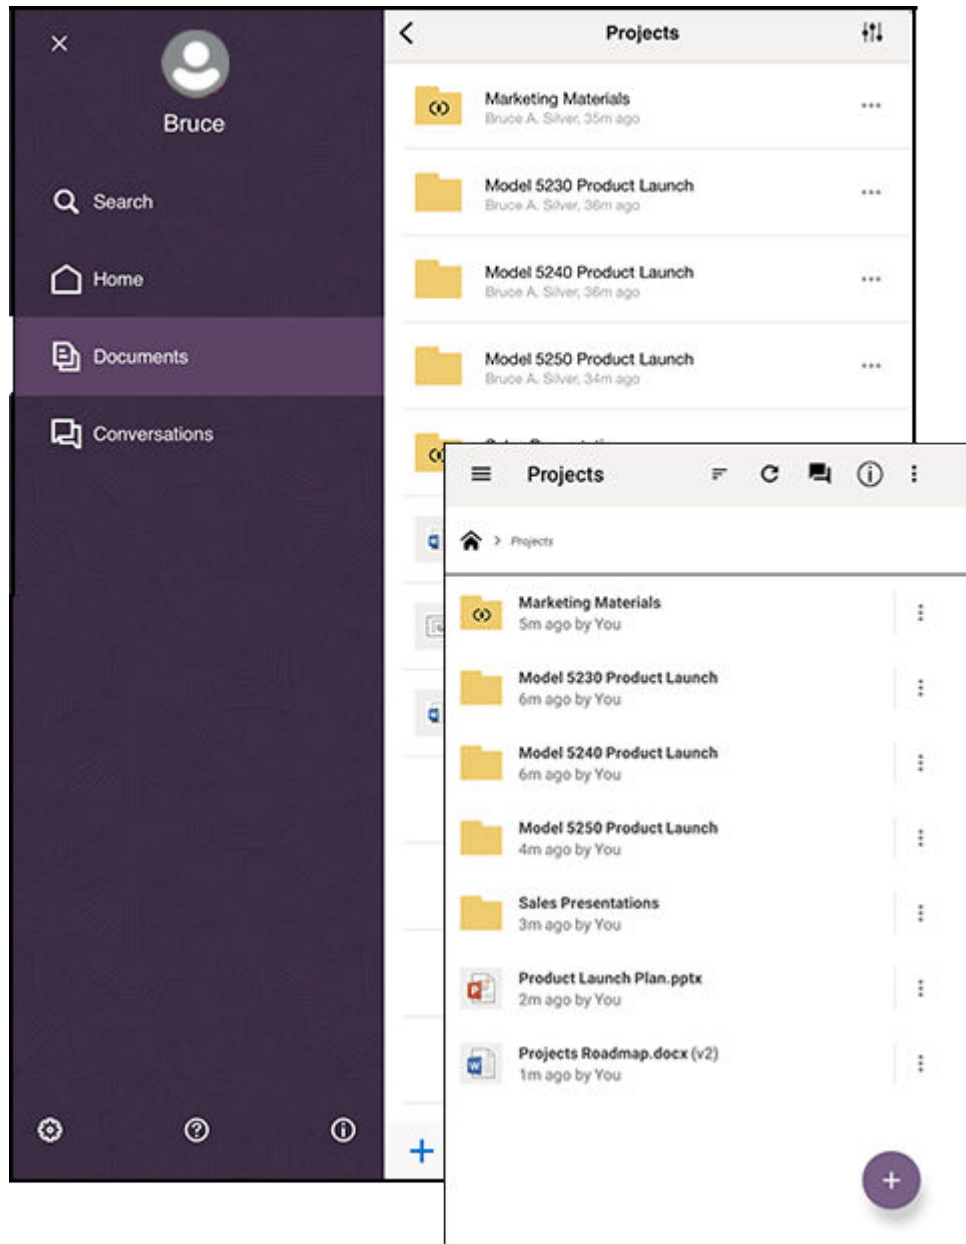 Bruce
Search
Home
Documents
Conversations
Projects
Marketing Materials
Bruce A. Silver, 35m ago
Model 5230 Product Launch
Bruce A. Silver, 36m ago
Model 5240 Product Launch
Bruce A. Silver, 36m ago
Model 5250 Product Launch
Bruce A. Silver, 34m ago
Projects
Projects
Marketing Materials
5m ago by You
Model 5230 Product Launch
6m ago by You
Model 5240 Product Launch
6m ago by You
Model 5250 Product Launch
4m ago by You
Sales Presentations
3m ago by You
Product Launch Plan.pptx
2m ago by You
Projects Roadmap.docx (v2)
1m ago by You